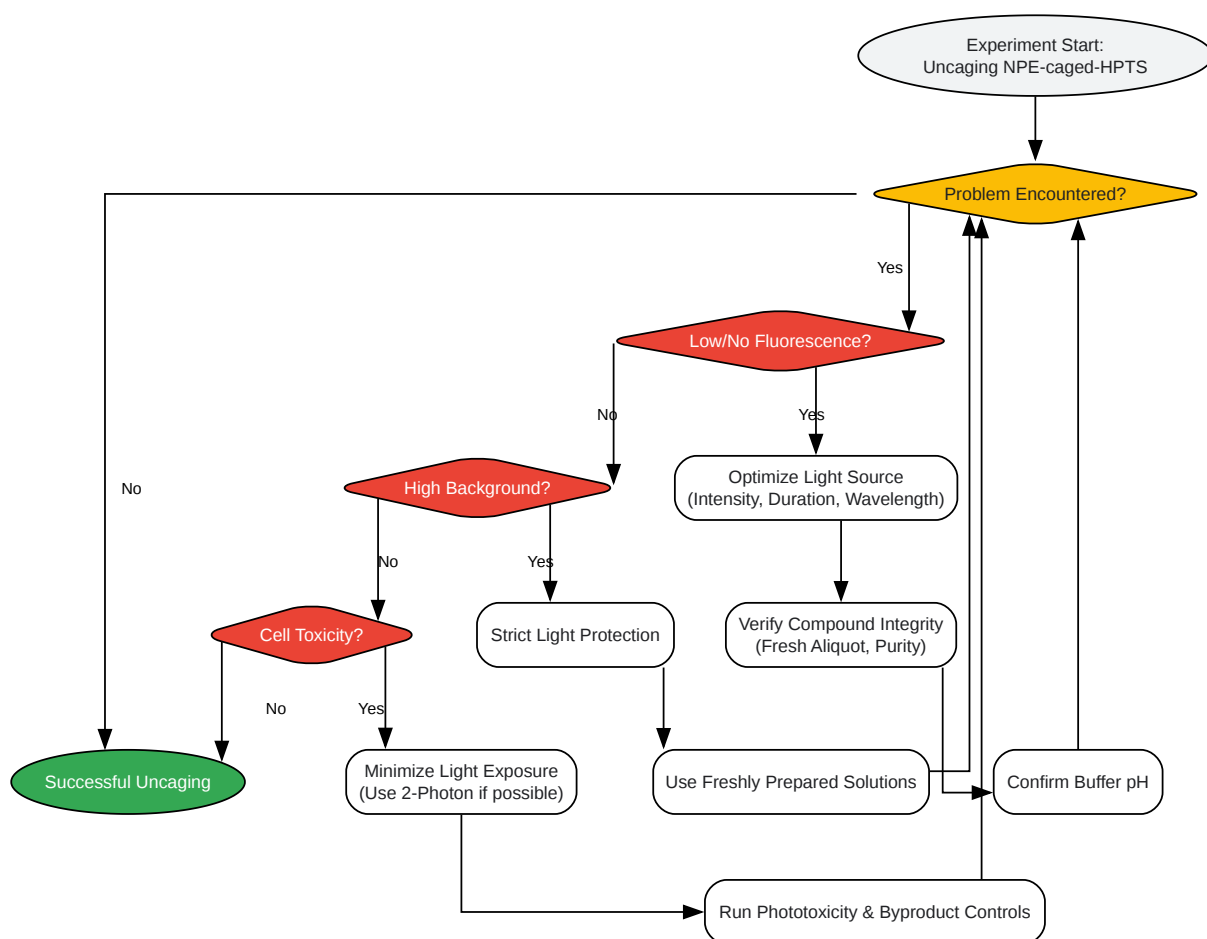 Experiment Start:
Uncaging NPE-caged-HPTS
Problem Encountered?
Yes
Low/No Fluorescence?
No
Yes
High Background?
Optimize Light Source
(Intensity, Duration, Wavelength)
No
No
Yes
Cell Toxicity?
Strict Light Protection
Verify Compound Integrity
(Fresh Aliquot, Purity)
No
Yes
Successful Uncaging
Minimize Light Exposure
(Use 2-Photon if possible)
Use Freshly Prepared Solutions
Confirm Buffer pH
Run Phototoxicity & Byproduct Controls